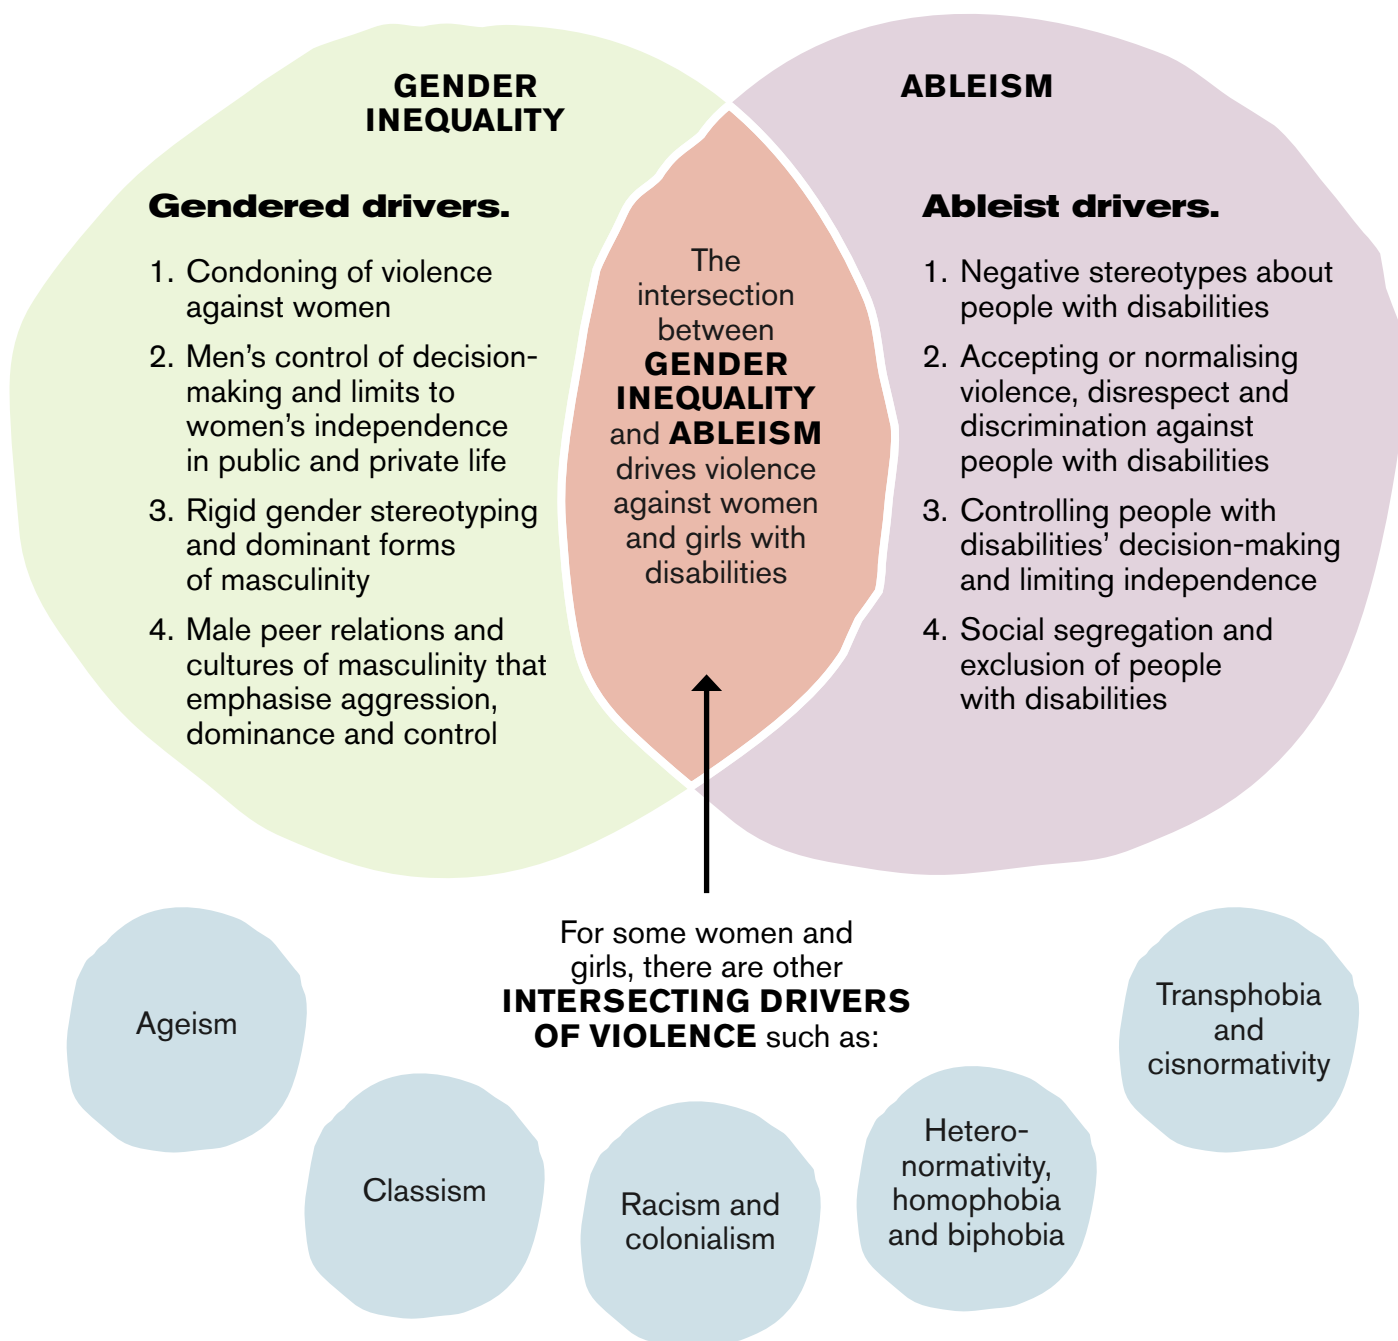 GENDER
INEQUALITY
Gendered drivers.
1. Condoning of violence
against women
2. Men's control of decision-
making and limits to
women's independence
in public and private life
3. Rigid gender stereotyping
and dominant forms
of masculinity
4. Male peer relations and
cultures of masculinity that
emphasise aggression,
dominance and control
The
intersection
between
GENDER
INEQUALITY
and ABLEISM
drives violence
against women
and girls with
disabilities
ABLEISM
Ableist drivers.
1. Negative stereotypes about
people with disabilities
2. Accepting or normalising
violence, disrespect and
discrimination against
people with disabilities
3. Controlling people with
disabilities' decision-making
and limiting independence
4. Social segregation and
exclusion of people
with disabilities
For some women and
girls, there are other
INTERSECTING DRIVERS
OF VIOLENCE such as:
Ageism
Classism
Racism and
colonialism
Hetero-
normativity,
homophobia
and biphobia
Transphobia
and
cisnormativity